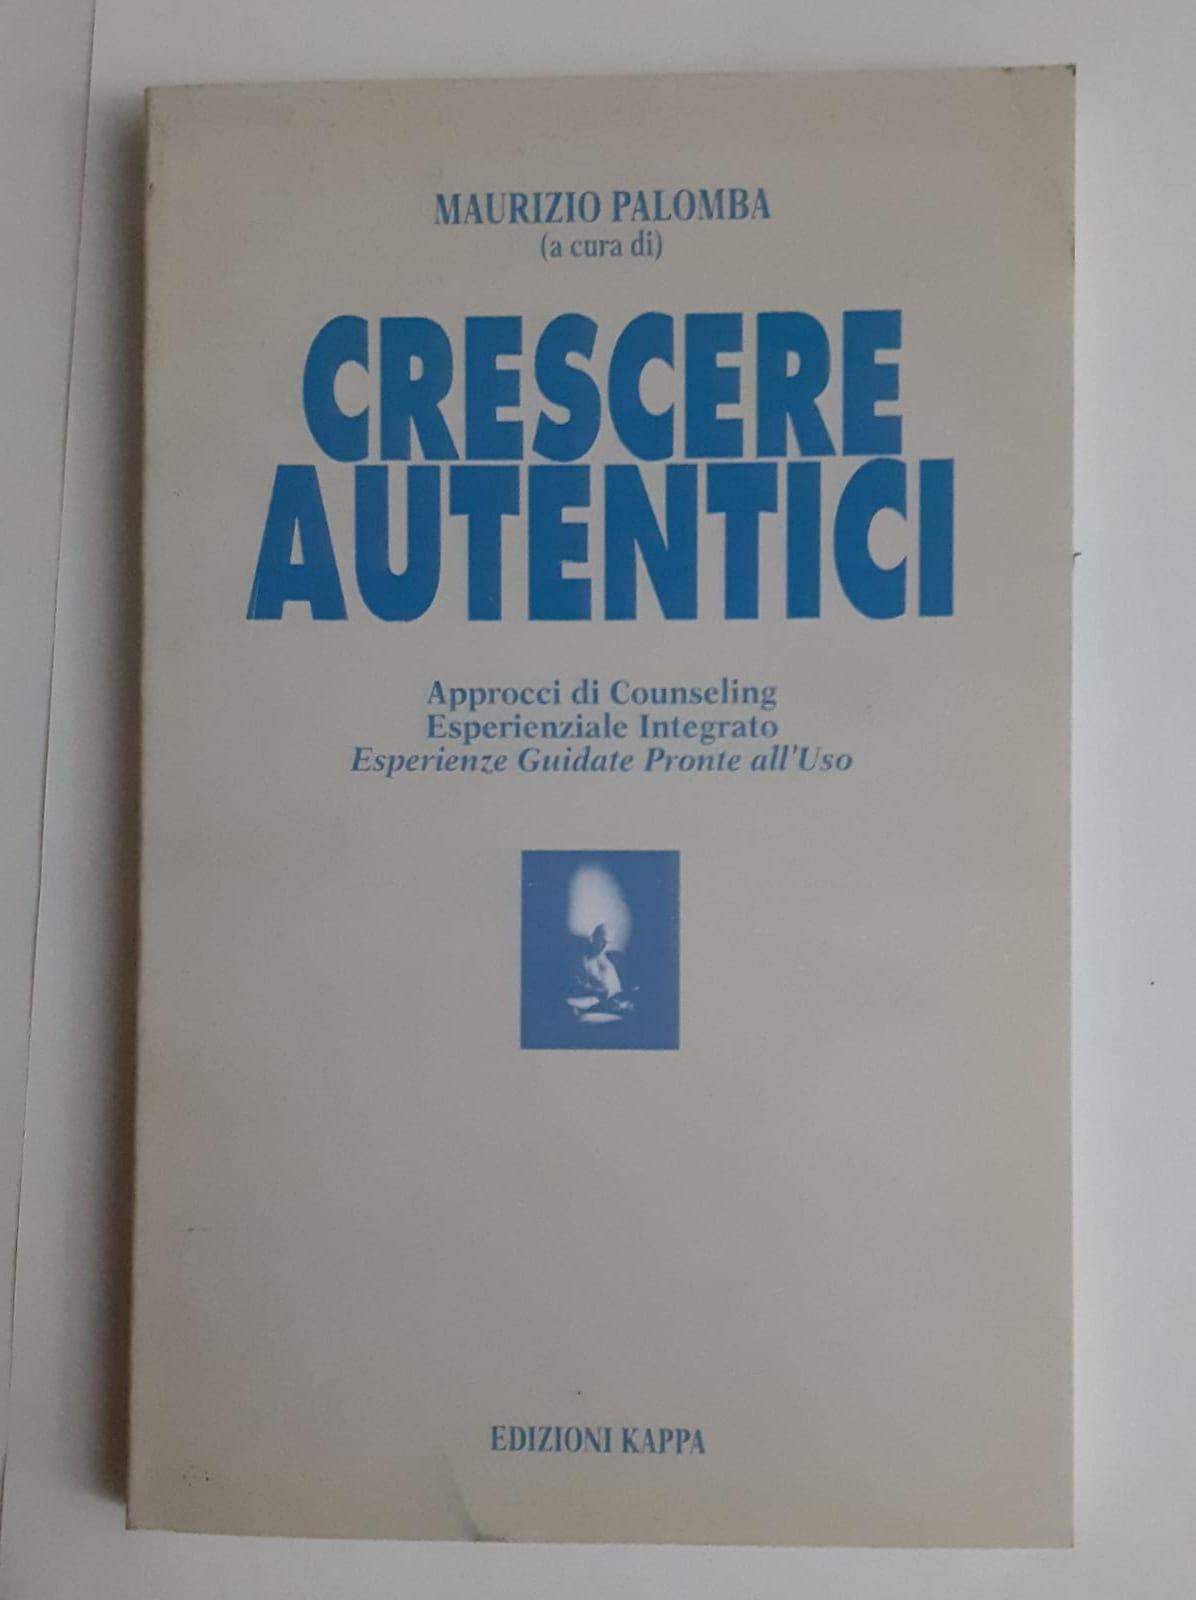 MAURIZIO PALOMBA
(a cura di)
CRESCERE
AUTENTICI
Approcci di Counseling
Esperienziale Integrato
Esperienze Guidate Pronte all'Uso
EDIZIONI KAPPA